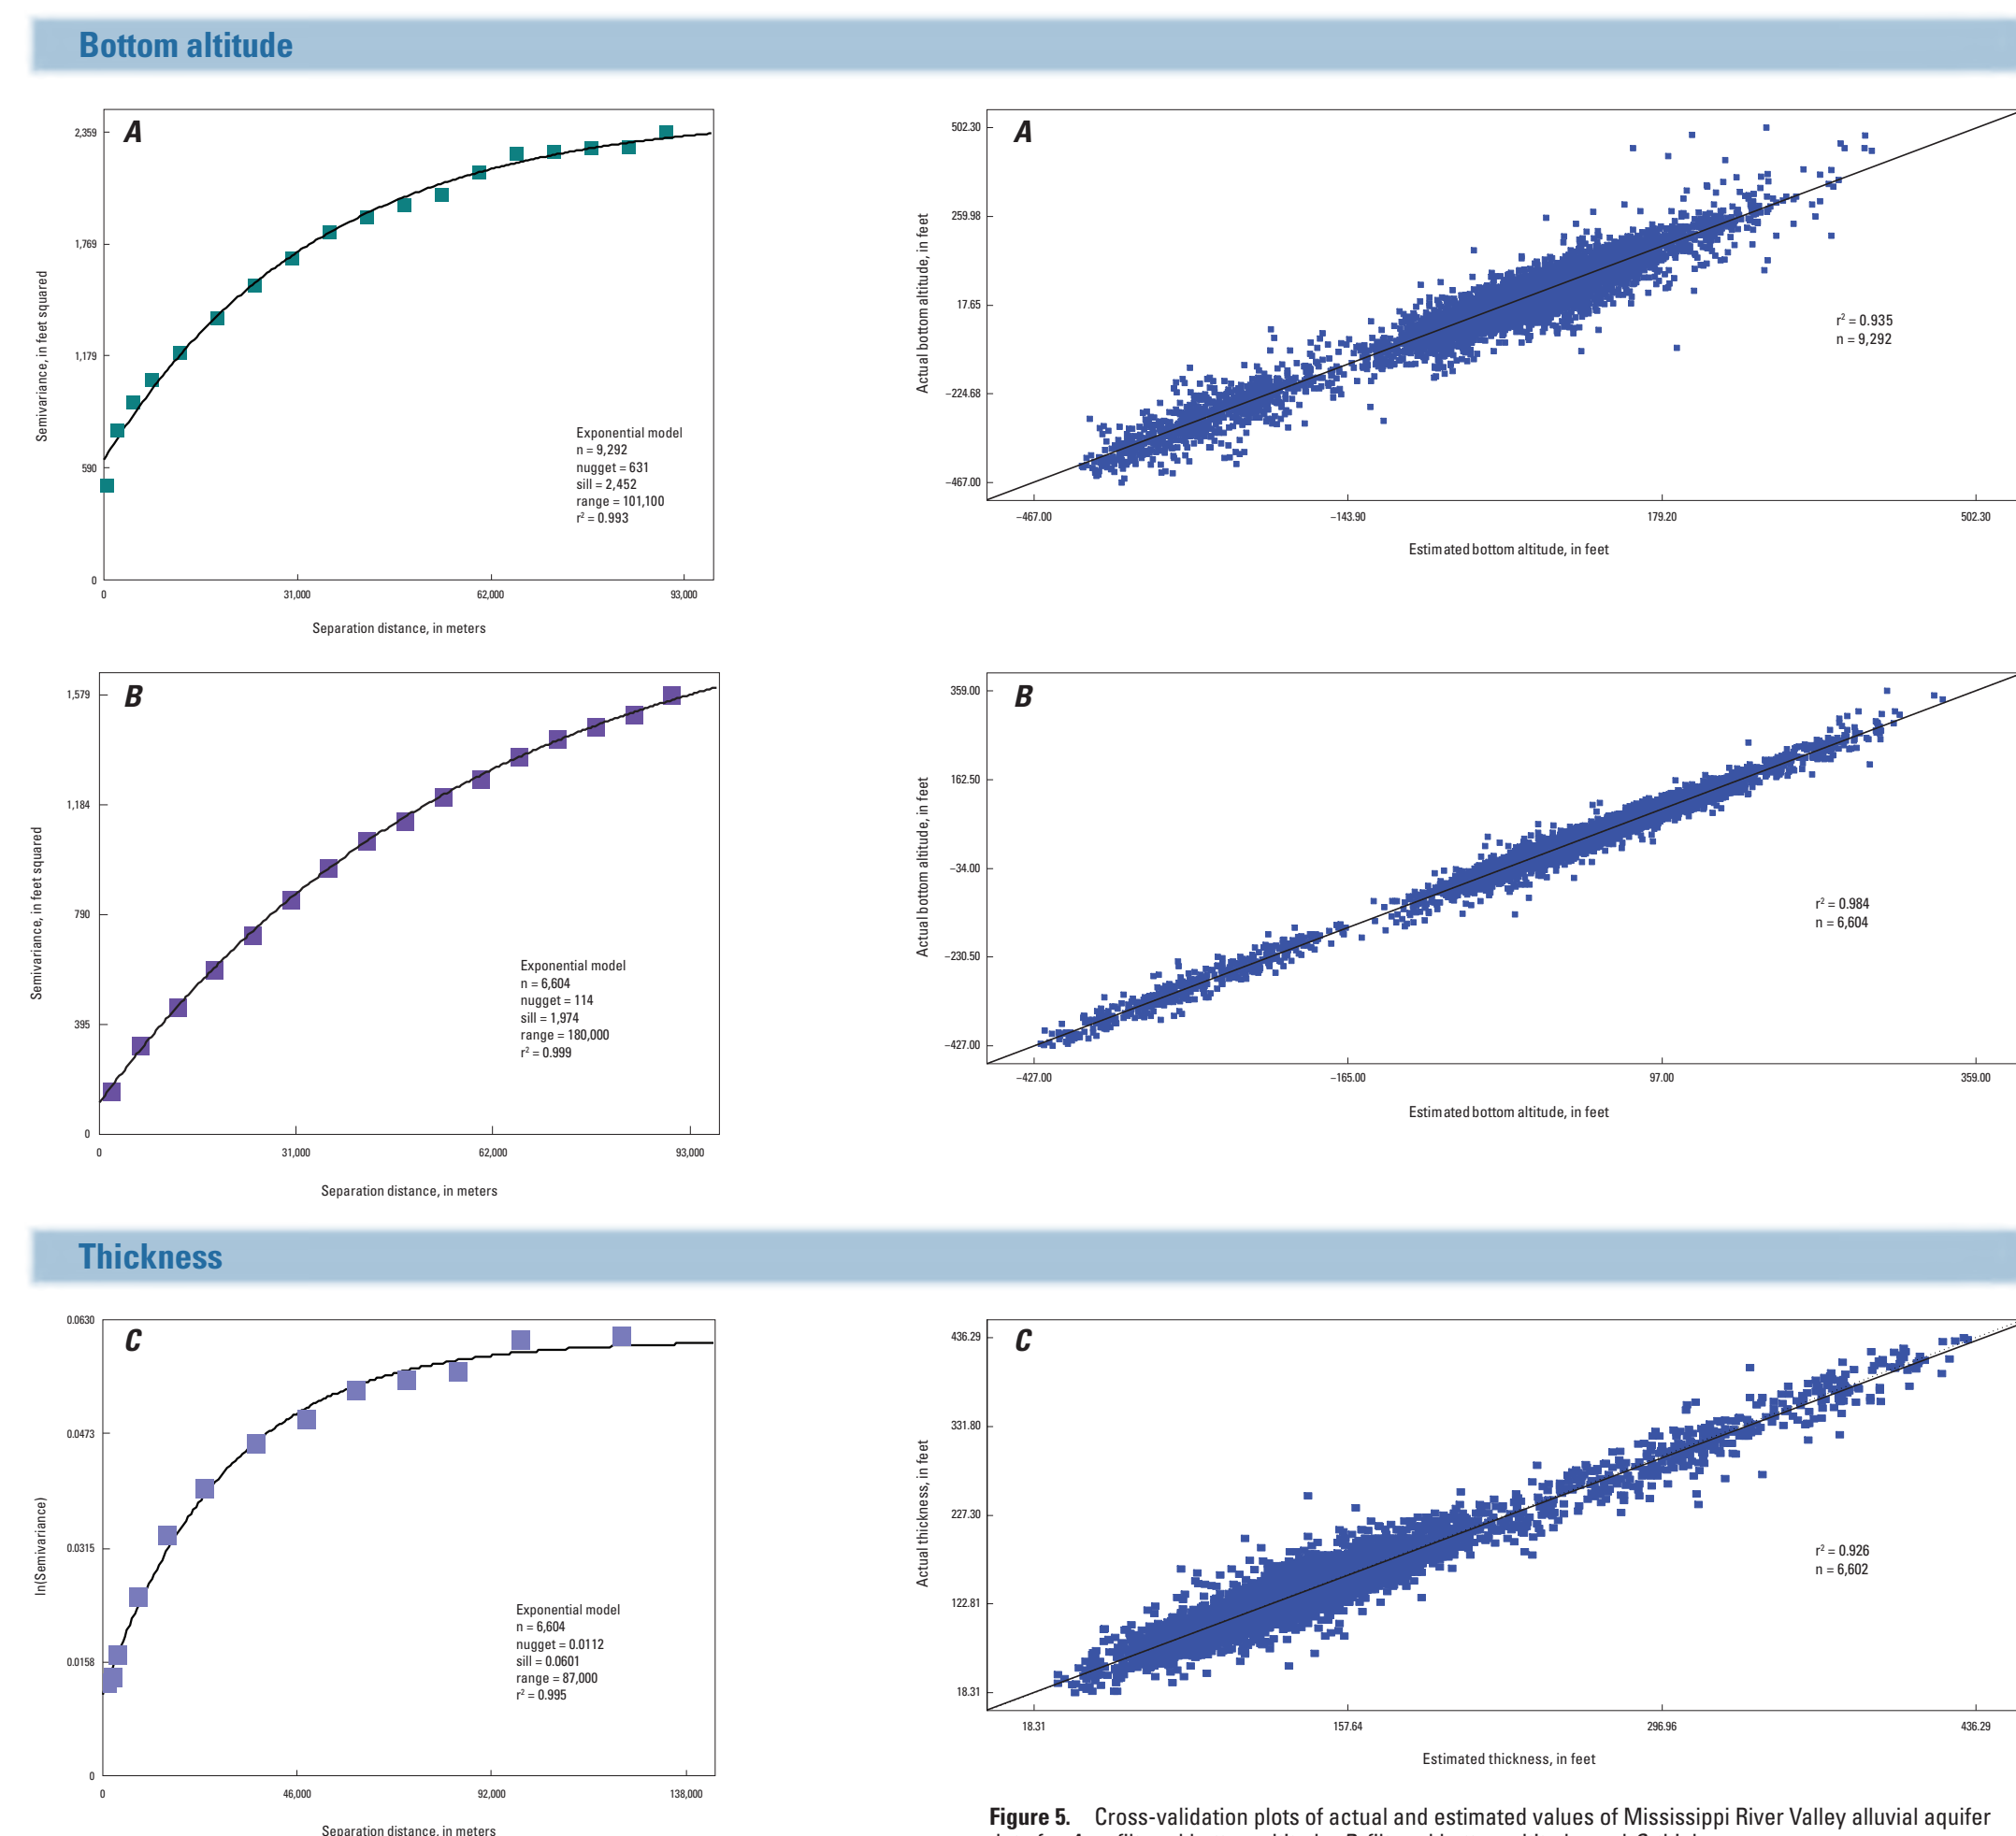 Bottom altitude
A
2,359
1,769
1,179
590
0
Semivariance, in feet squared
0
31,000
62,000
93,000
Separation distance, in meters
Exponential model
n = 9,292
nugget = 631
sill = 2,452
range = 101,100
r² = 0.993
A
502.30
259.98
17.65
−224.68
−467.00
Actual bottom altitude, in feet
r² = 0.935
n = 9,292
−467.00
−143.90
179.20
502.30
Estimated bottom altitude, in feet
B
1,579
1,184
790
395
0
Semivariance, in feet squared
0
31,000
62,000
93,000
Separation distance, in meters
Exponential model
n = 6,604
nugget = 114
sill = 1,974
range = 180,000
r² = 0.999
B
359.00
162.50
−34.00
−230.50
−427.00
Actual bottom altitude, in feet
r² = 0.984
n = 6,604
−427.00
−165.00
97.00
359.00
Estimated bottom altitude, in feet
Thickness
C
0.0630
0.0473
0.0315
0.0158
0
ln(Semivariance)
0
46,000
92,000
138,000
Separation distance, in meters
Exponential model
n = 6,604
nugget = 0.0112
sill = 0.0601
range = 87,000
r² = 0.995
C
436.29
331.80
227.30
122.81
18.31
Actual thickness, in feet
r² = 0.926
n = 6,602
18.31
157.64
296.96
436.29
Estimated thickness, in feet
Figure 5. Cross-validation plots of actual and estimated values of Mississippi River Valley alluvial aquifer